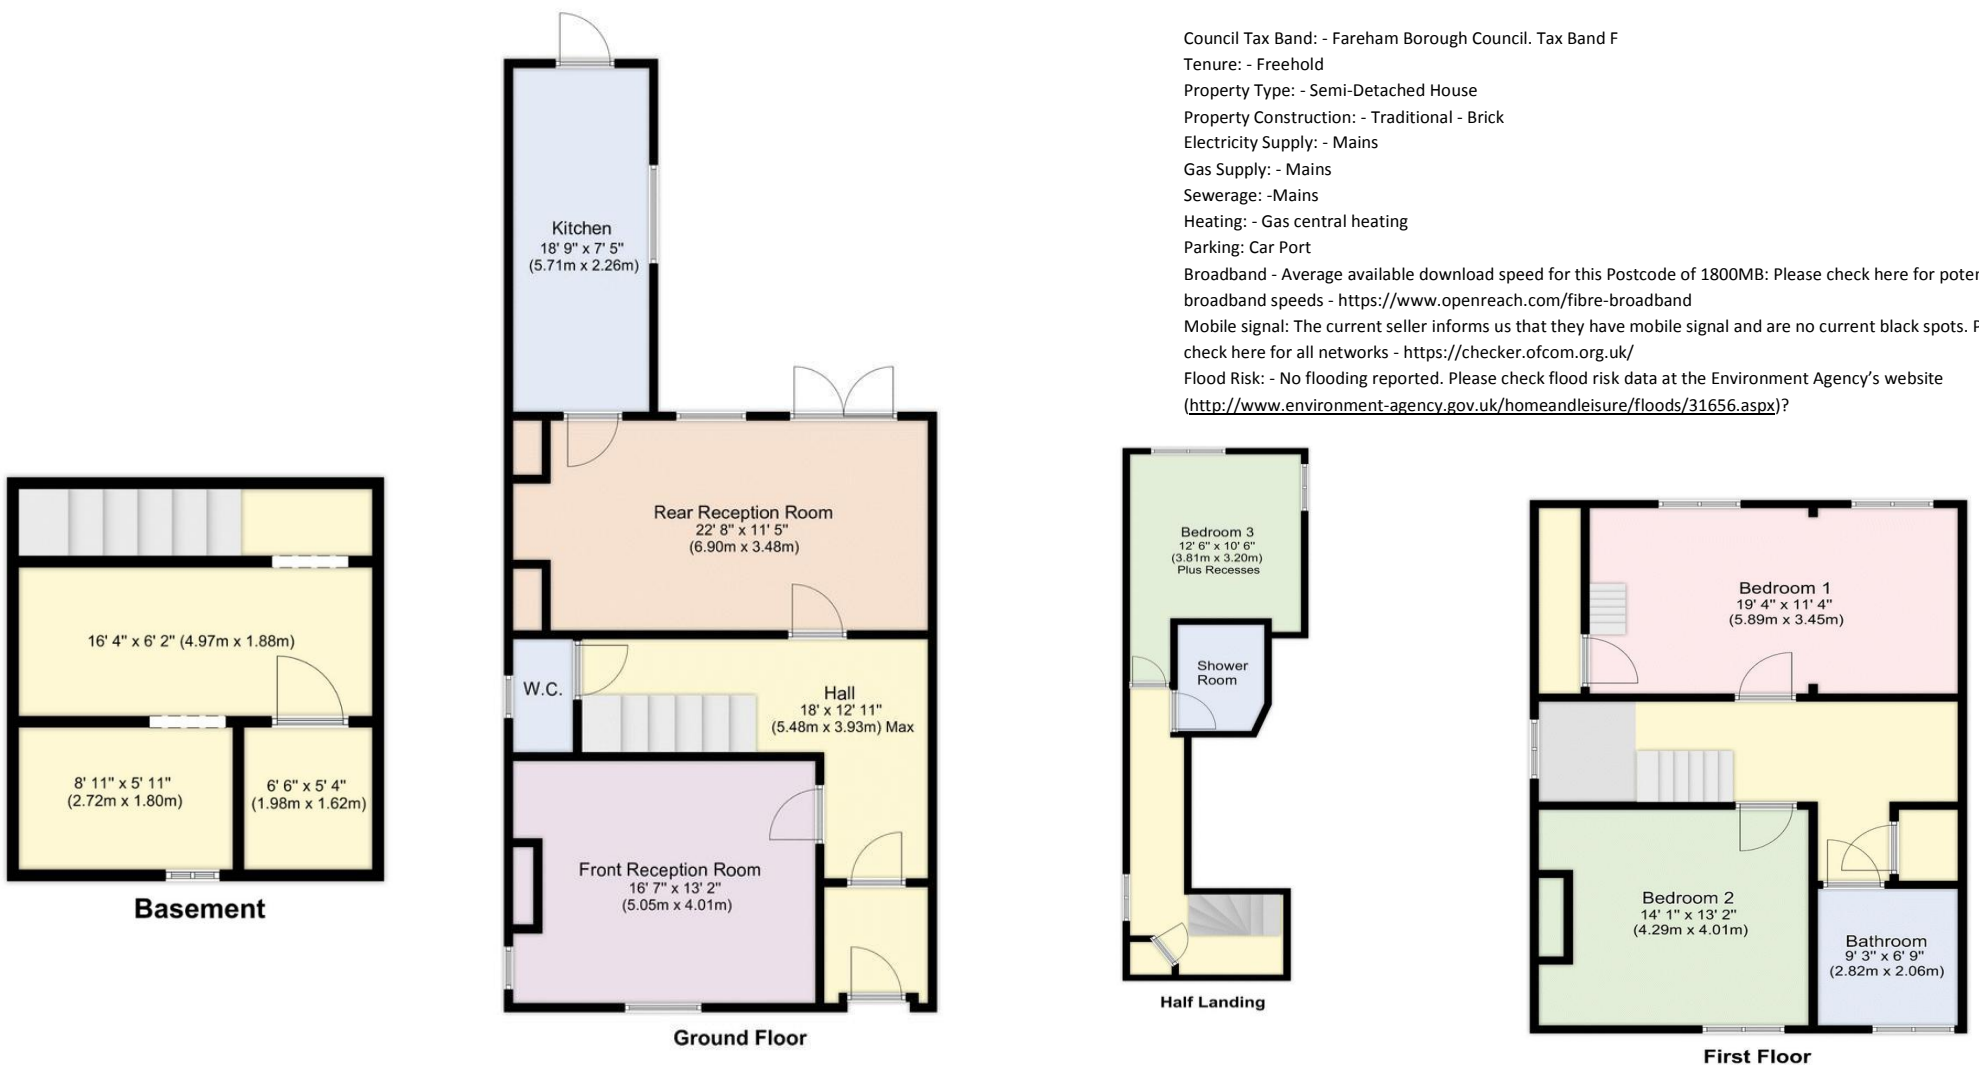 Council Tax Band: - Fareham Borough Council. Tax Band F
Tenure: - Freehold
Property Type: - Semi-Detached House
Property Construction: - Traditional - Brick
Electricity Supply: - Mains
Gas Supply: - Mains
Sewerage: -Mains
Heating: - Gas central heating
Parking: Car Port
Broadband - Average available download speed for this Postcode of 1800MB: Please check here for
broadband speeds - https://www.openreach.com/fibre-broadband
Mobile signal: The current seller informs us that they have mobile signal and are no current black spots.
check here for all networks - https://checker.ofcom.org.uk/
Flood Risk: - No flooding reported. Please check flood risk data at the Environment Agency’s website
(http://www.environment-agency.gov.uk/homeandleisure/floods/31656.aspx)?
16' 4" x 6' 2" (4.97m x 1.88m)
8' 11" x 5' 11"
(2.72m x 1.80m)
6' 6" x 5' 4"
(1.98m x 1.62m)
Basement
Kitchen
18' 9" x 7' 5"
(5.71m x 2.26m)
Rear Reception Room
22' 8" x 11' 5"
(6.90m x 3.48m)
W.C.
Hall
18' x 12' 11"
(5.48m x 3.93m) Max
Front Reception Room
16' 7" x 13' 2"
(5.05m x 4.01m)
Ground Floor
Bedroom 3
12' 6" x 10' 6"
(3.81m x 3.20m)
Plus Recesses
Shower
Room
Half Landing
Bedroom 1
19' 4" x 11' 4"
(5.89m x 3.45m)
Bedroom 2
14' 1" x 13' 2"
(4.29m x 4.01m)
Bathroom
9' 3" x 6' 9"
(2.82m x 2.06m)
First Floor